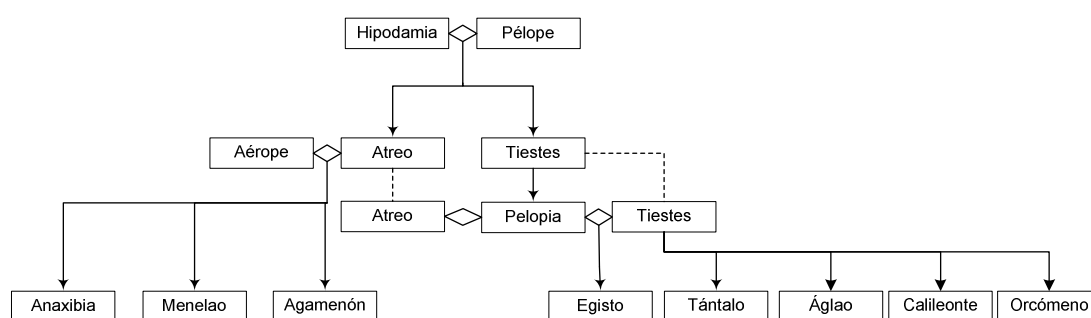 Hipodamia
Pélope
Aérope
Atreo
Tiestes
Atreo
Pelopia
Tiestes
Anaxibia
Menelao
Agamenón
Egisto
Tántalo
Áglao
Calileonte
Orcómeno